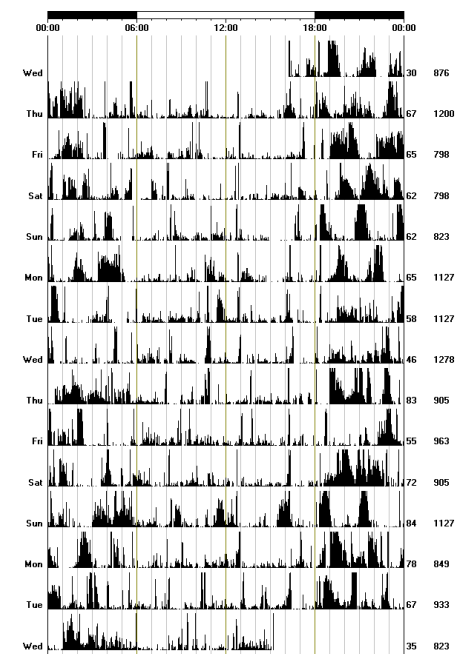 00:00 06:00 12:00 18:00 00:00
Wed 30 876
Thu 67 1200
Fri 65 798
Sat 62 798
Sun 62 823
Mon 65 1127
Tue 58 1127
Wed 46 1278
Thu 83 905
Fri 55 963
Sat 72 905
Sun 84 1127
Mon 78 849
Tue 67 933
Wed 35 823